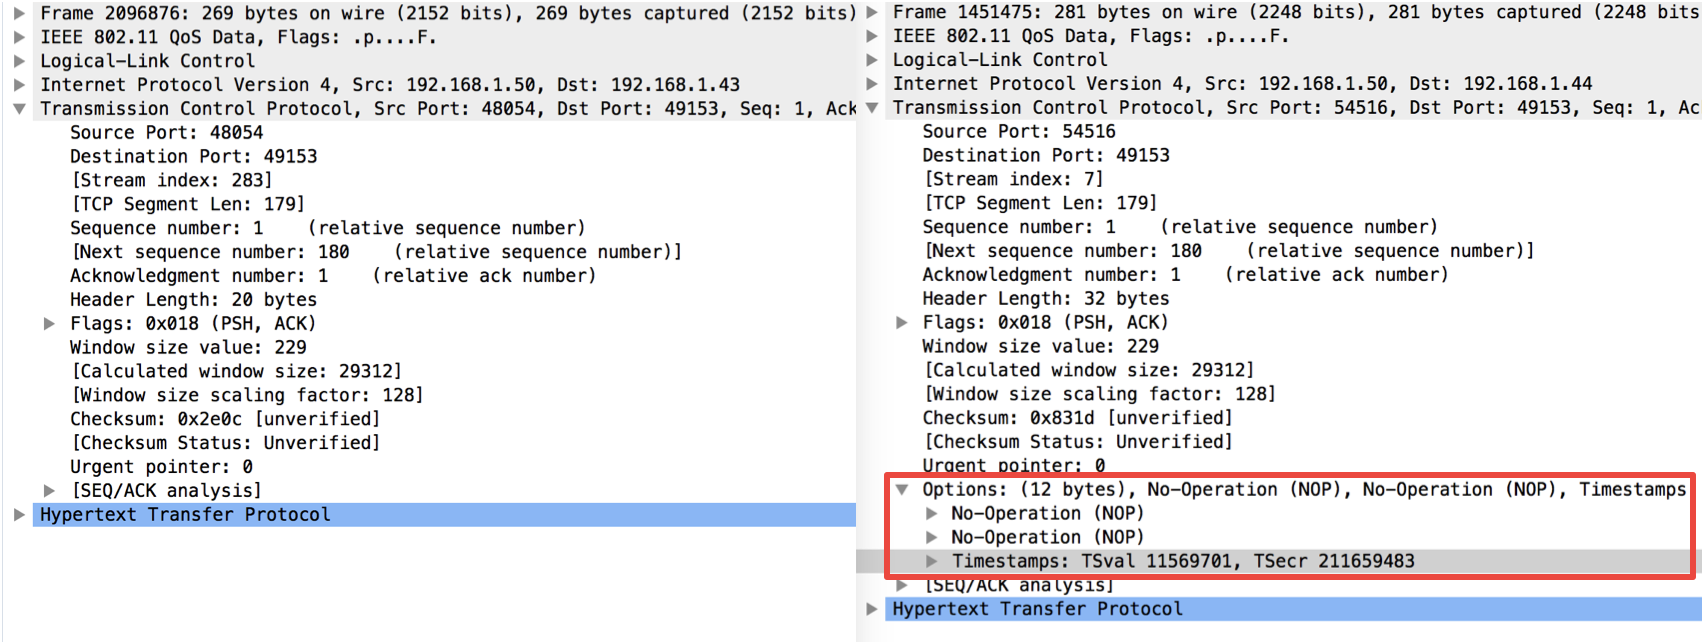 Frame 2096876: 269 bytes on wire (2152 bits), 269 bytes captured (2152 bits)
IEEE 802.11 QoS Data, Flags: .p....F.
Logical-Link Control
Internet Protocol Version 4, Src: 192.168.1.50, Dst: 192.168.1.43
Transmission Control Protocol, Src Port: 48054, Dst Port: 49153, Seq: 1, Ack
Source Port: 48054
Destination Port: 49153
[Stream index: 283]
[TCP Segment Len: 179]
Sequence number: 1    (relative sequence number)
[Next sequence number: 180    (relative sequence number)]
Acknowledgment number: 1    (relative ack number)
Header Length: 20 bytes
Flags: 0x018 (PSH, ACK)
Window size value: 229
[Calculated window size: 29312]
[Window size scaling factor: 128]
Checksum: 0x2e0c [unverified]
[Checksum Status: Unverified]
Urgent pointer: 0
[SEQ/ACK analysis]
Hypertext Transfer Protocol
Frame 1451475: 281 bytes on wire (2248 bits), 281 bytes captured (2248 bits
IEEE 802.11 QoS Data, Flags: .p....F.
Logical-Link Control
Internet Protocol Version 4, Src: 192.168.1.50, Dst: 192.168.1.44
Transmission Control Protocol, Src Port: 54516, Dst Port: 49153, Seq: 1, Ac
Source Port: 54516
Destination Port: 49153
[Stream index: 7]
[TCP Segment Len: 179]
Sequence number: 1    (relative sequence number)
[Next sequence number: 180    (relative sequence number)]
Acknowledgment number: 1    (relative ack number)
Header Length: 32 bytes
Flags: 0x018 (PSH, ACK)
Window size value: 229
[Calculated window size: 29312]
[Window size scaling factor: 128]
Checksum: 0x831d [unverified]
[Checksum Status: Unverified]
Urgent pointer: 0
Options: (12 bytes), No-Operation (NOP), No-Operation (NOP), Timestamps
No-Operation (NOP)
No-Operation (NOP)
Timestamps: TSval 11569701, TSecr 211659483
[SEQ/ACK analysis]
Hypertext Transfer Protocol